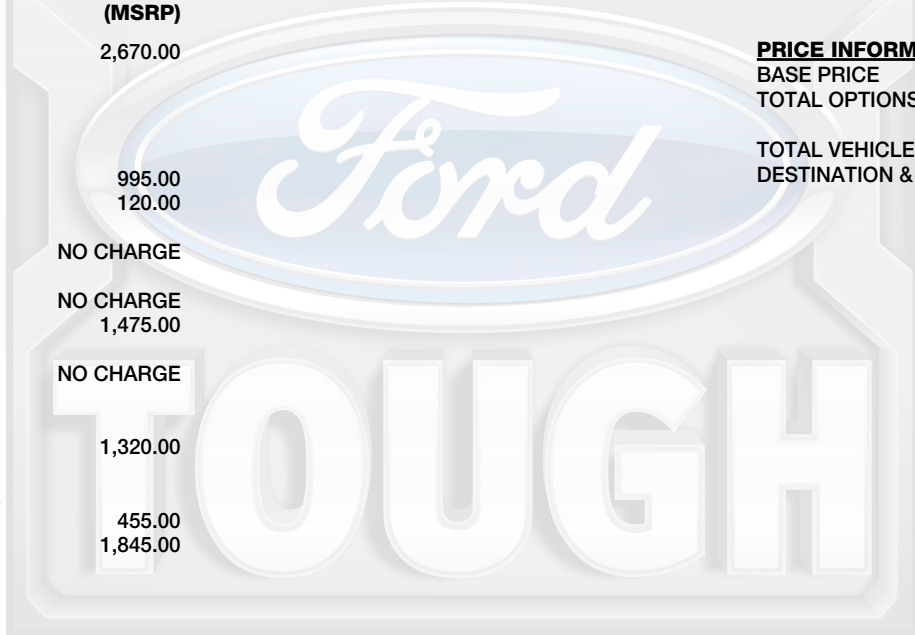 (MSRP)
2,670.00
995.00
120.00
NO CHARGE
NO CHARGE
1,475.00
NO CHARGE
1,320.00
455.00
1,845.00
PRICE INFORM
BASE PRICE
TOTAL OPTIONS
TOTAL VEHICLE
DESTINATION &
Ford
TOUGH